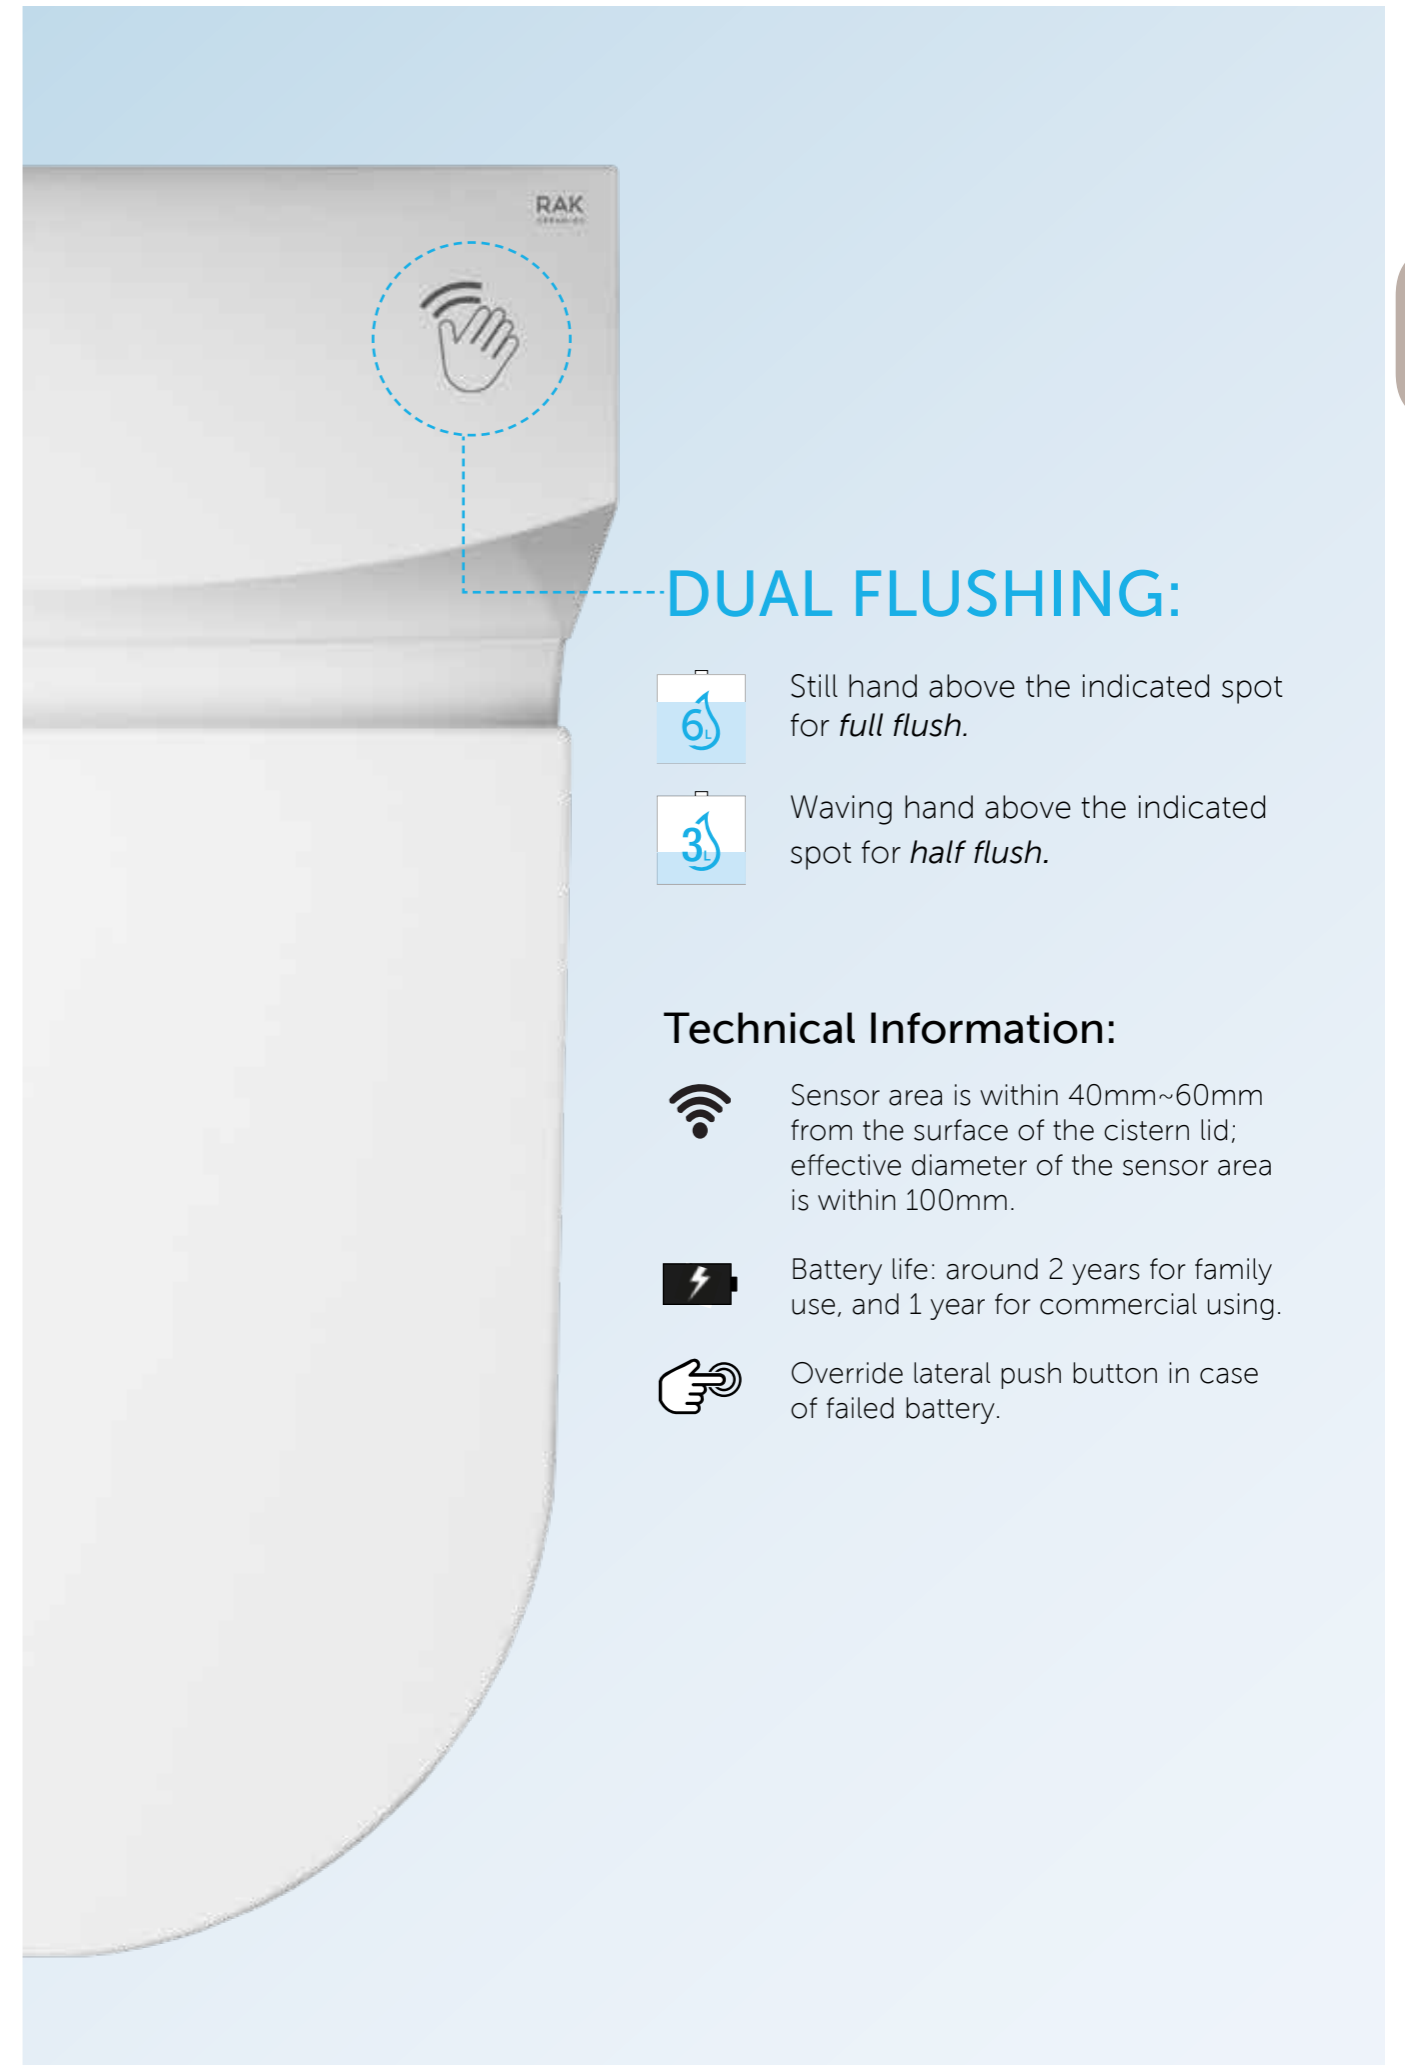 RAK
CERAMICS
DUAL FLUSHING:
6L
Still hand above the indicated spot
for full flush.
3L
Waving hand above the indicated
spot for half flush.
Technical Information:
Sensor area is within 40mm~60mm
from the surface of the cistern lid;
effective diameter of the sensor area
is within 100mm.
Battery life: around 2 years for family
use, and 1 year for commercial using.
Override lateral push button in case
of failed battery.